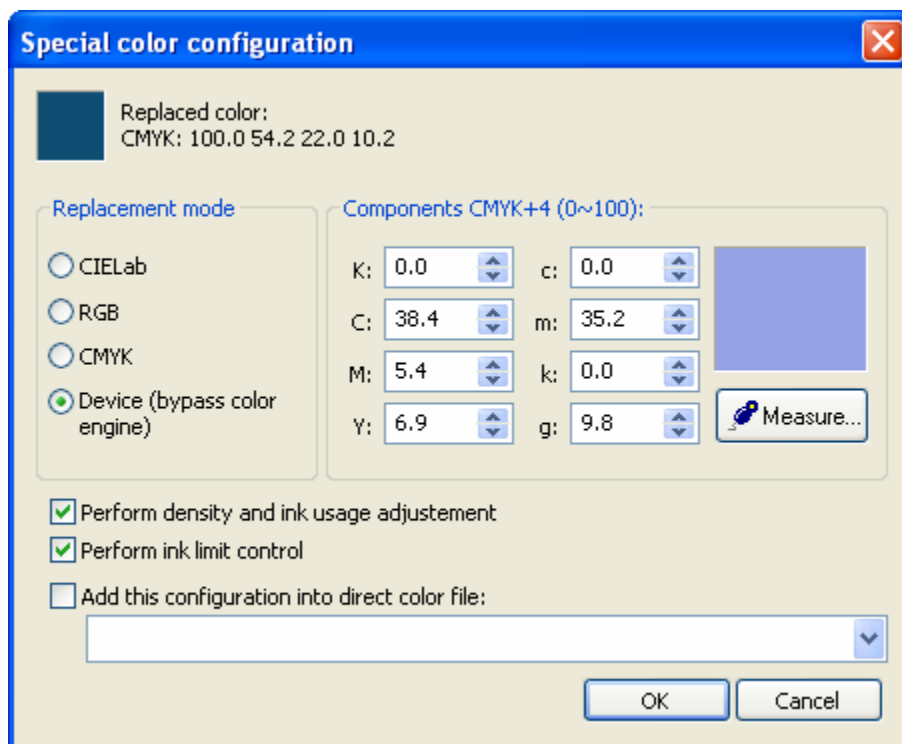 Special color configuration
Replaced color:
CMYK: 100.0 54.2 22.0 10.2
Replacement mode
CIELab
RGB
CMYK
Device (bypass color
engine)
Components CMYK+4 (0~100):
K: 0.0 c: 0.0
C: 38.4 m: 35.2
M: 5.4 k: 0.0
Y: 6.9 g: 9.8
Measure...
Perform density and ink usage adjustement
Perform ink limit control
Add this configuration into direct color file:
OK Cancel